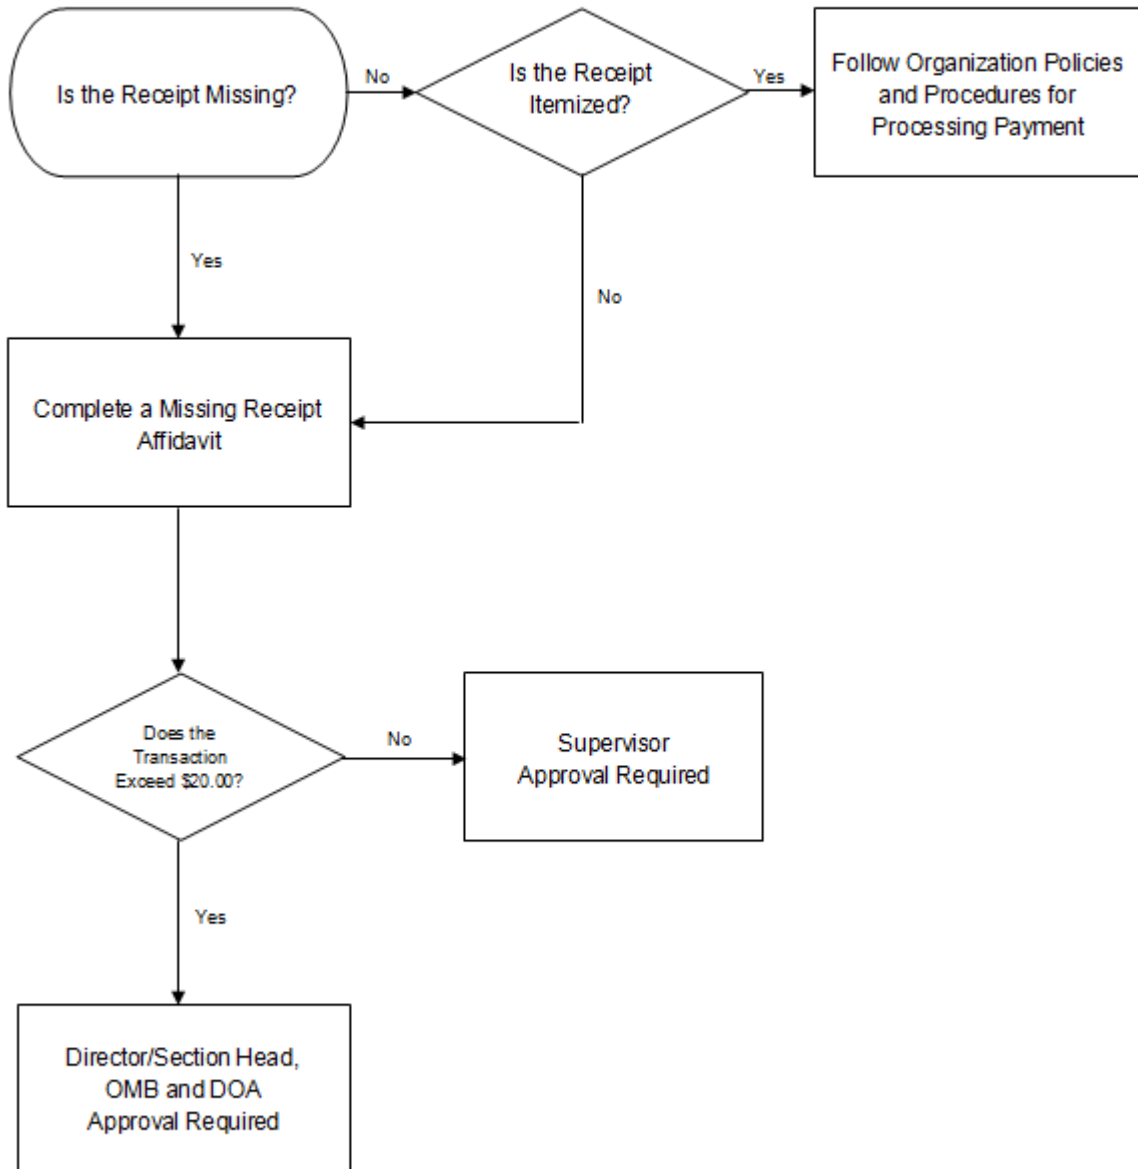 Is the Receipt Missing?
No
Is the Receipt
Itemized?
Yes
Follow Organization Policies
and Procedures for
Processing Payment
Yes
No
Complete a Missing Receipt
Affidavit
Does the
Transaction
Exceed $20.00?
No
Supervisor
Approval Required
Yes
Director/Section Head,
OMB and DOA
Approval Required